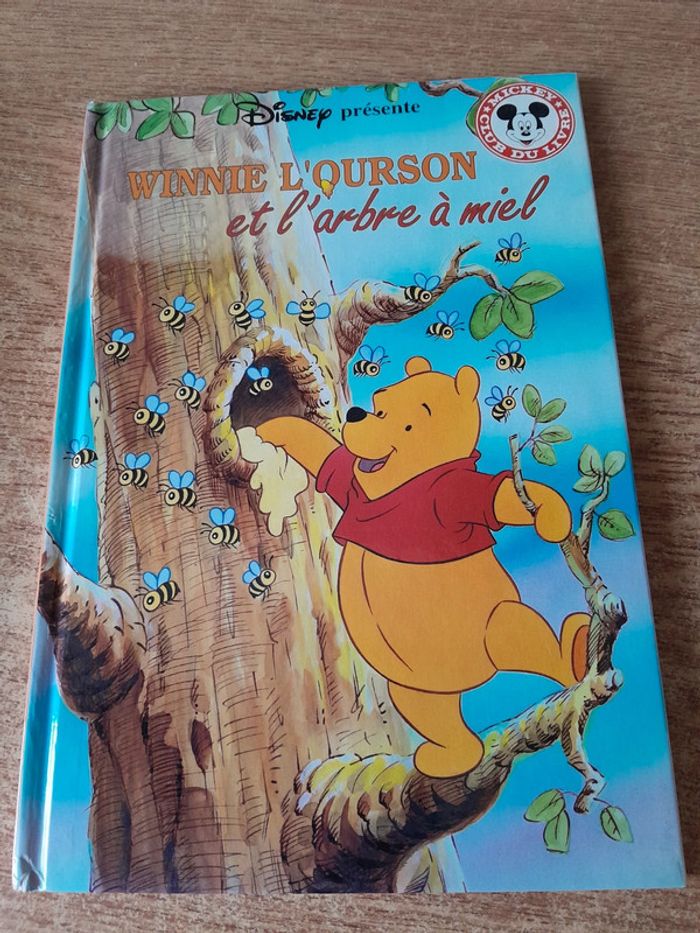 Disney présente
MICKEY
CLUB DU LIVRE
WINNIE L'OURSON
et l'arbre à miel